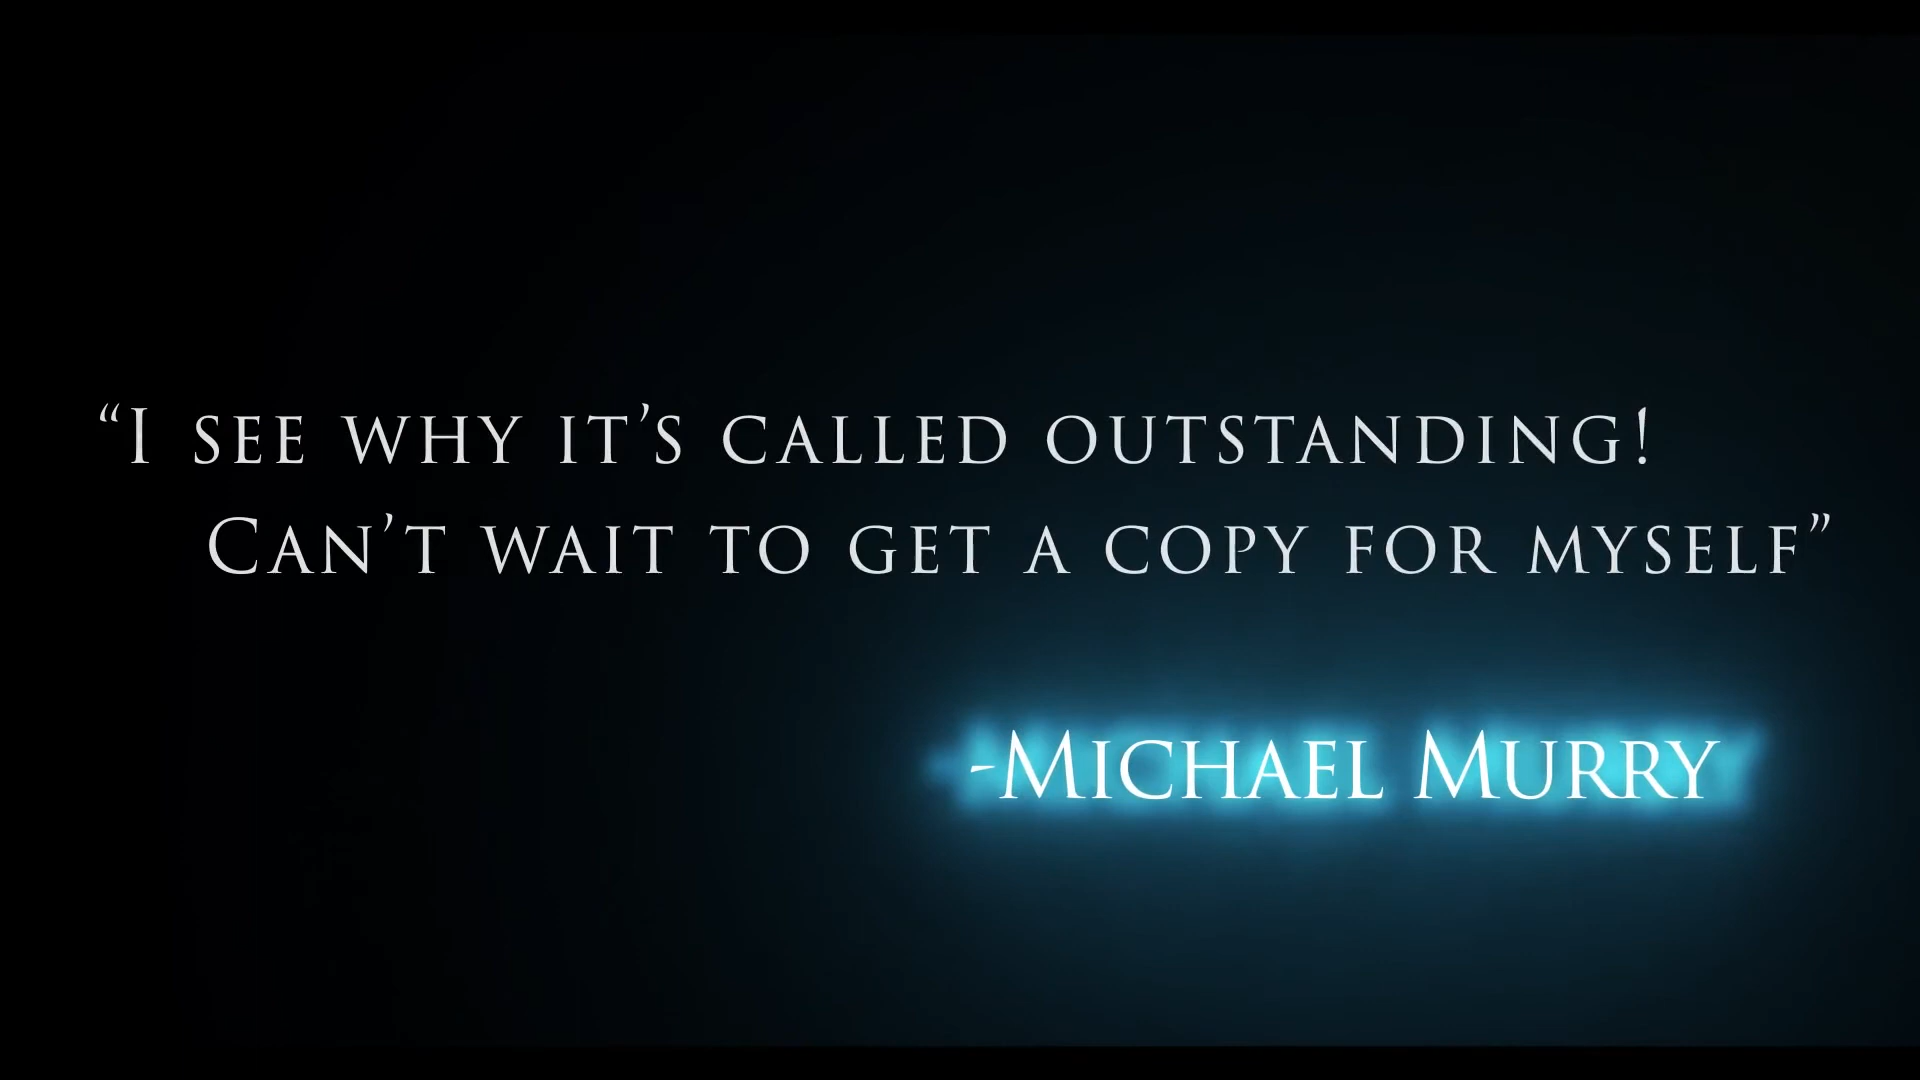 “I see why it’s called outstanding!
Can’t wait to get a copy for myself”
-Michael Murry